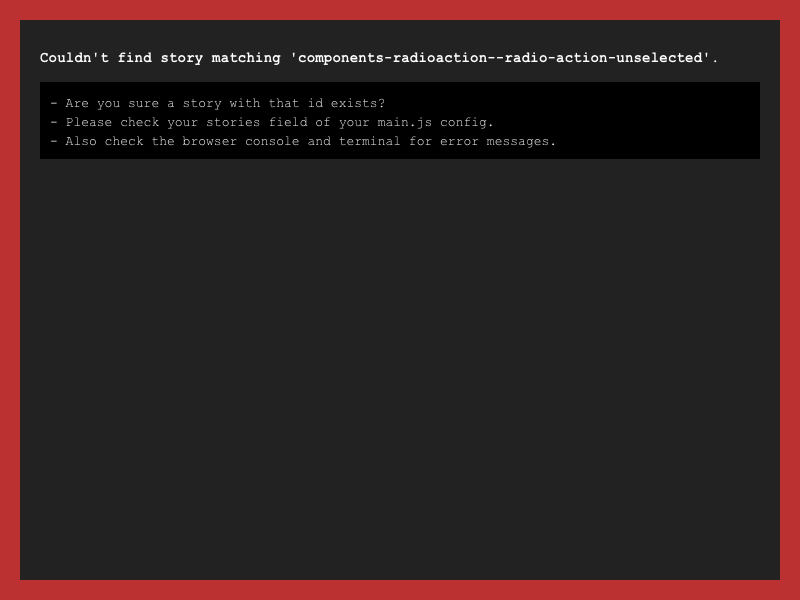 Couldn't find story matching 'components-radioaction--radio-action-unselected'.
- Are you sure a story with that id exists?
- Please check your stories field of your main.js config.
- Also check the browser console and terminal for error messages.